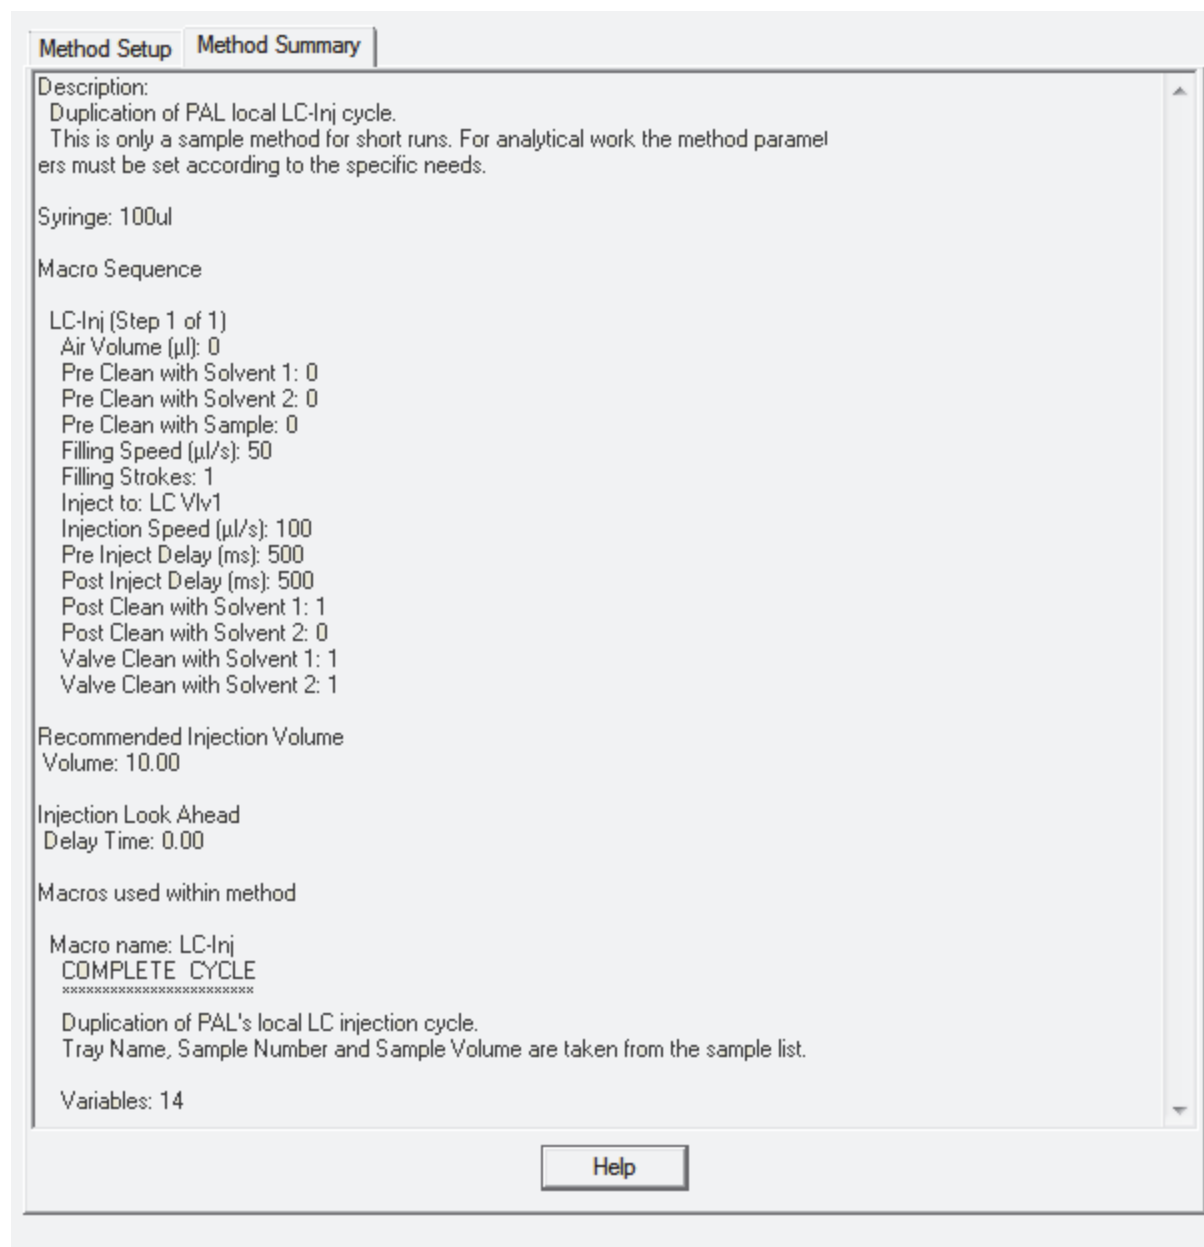 Method Setup
Method Summary
Description:
Duplication of PAL local LC-Inj cycle.
This is only a sample method for short runs. For analytical work the method paramet
ers must be set according to the specific needs.
Syringe: 100ul
Macro Sequence
LC-Inj (Step 1 of 1)
Air Volume (µl): 0
Pre Clean with Solvent 1: 0
Pre Clean with Solvent 2: 0
Pre Clean with Sample: 0
Filling Speed (µl/s): 50
Filling Strokes: 1
Inject to: LC Vlv1
Injection Speed (µl/s): 100
Pre Inject Delay (ms): 500
Post Inject Delay (ms): 500
Post Clean with Solvent 1: 1
Post Clean with Solvent 2: 0
Valve Clean with Solvent 1: 1
Valve Clean with Solvent 2: 1
Recommended Injection Volume
Volume: 10.00
Injection Look Ahead
Delay Time: 0.00
Macros used within method
Macro name: LC-Inj
COMPLETE CYCLE
************************
Duplication of PAL's local LC injection cycle.
Tray Name, Sample Number and Sample Volume are taken from the sample list.
Variables: 14
Help